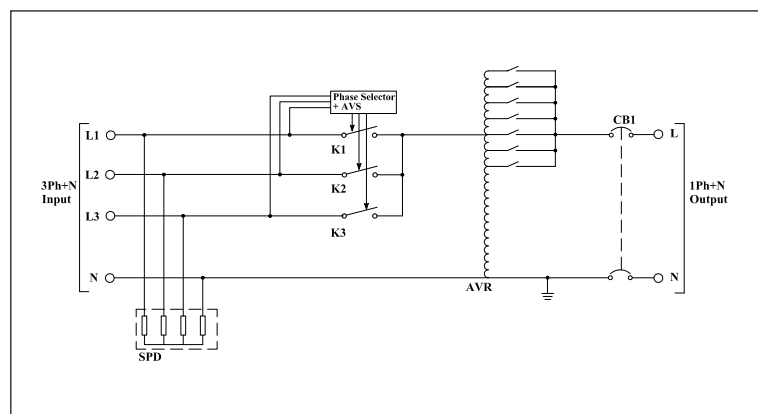 Phase Selector
+ AVS
CB1
L1
L
K1
L2
K2
3Ph+N
Input
1Ph+N
Output
L3
K3
N
N
AVR
SPD